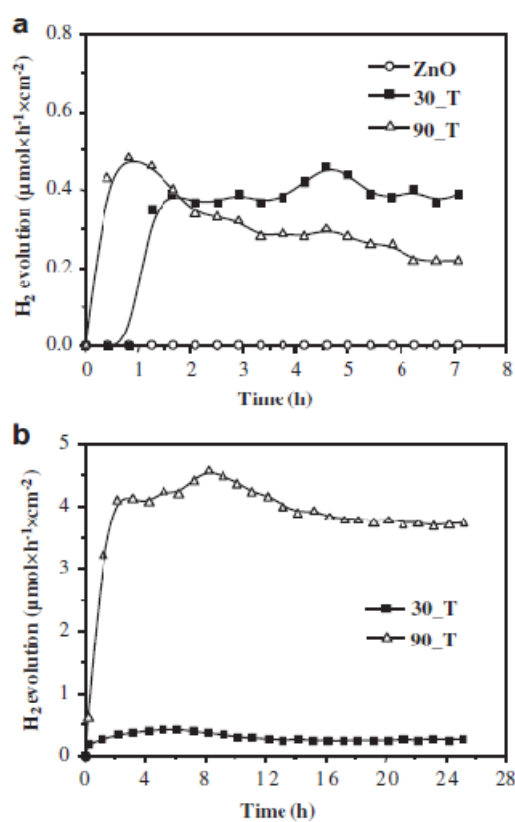 a
0.8
0.6
0.4
0.2
0.0
H₂ evolution (µmol×h⁻¹×cm⁻²)
ZnO
30_T
90_T
0 1 2 3 4 5 6 7 8
Time (h)
b
5
4
3
2
1
0
H₂ evolution (µmol×h⁻¹×cm⁻²)
30_T
90_T
0 4 8 12 16 20 24 28
Time (h)